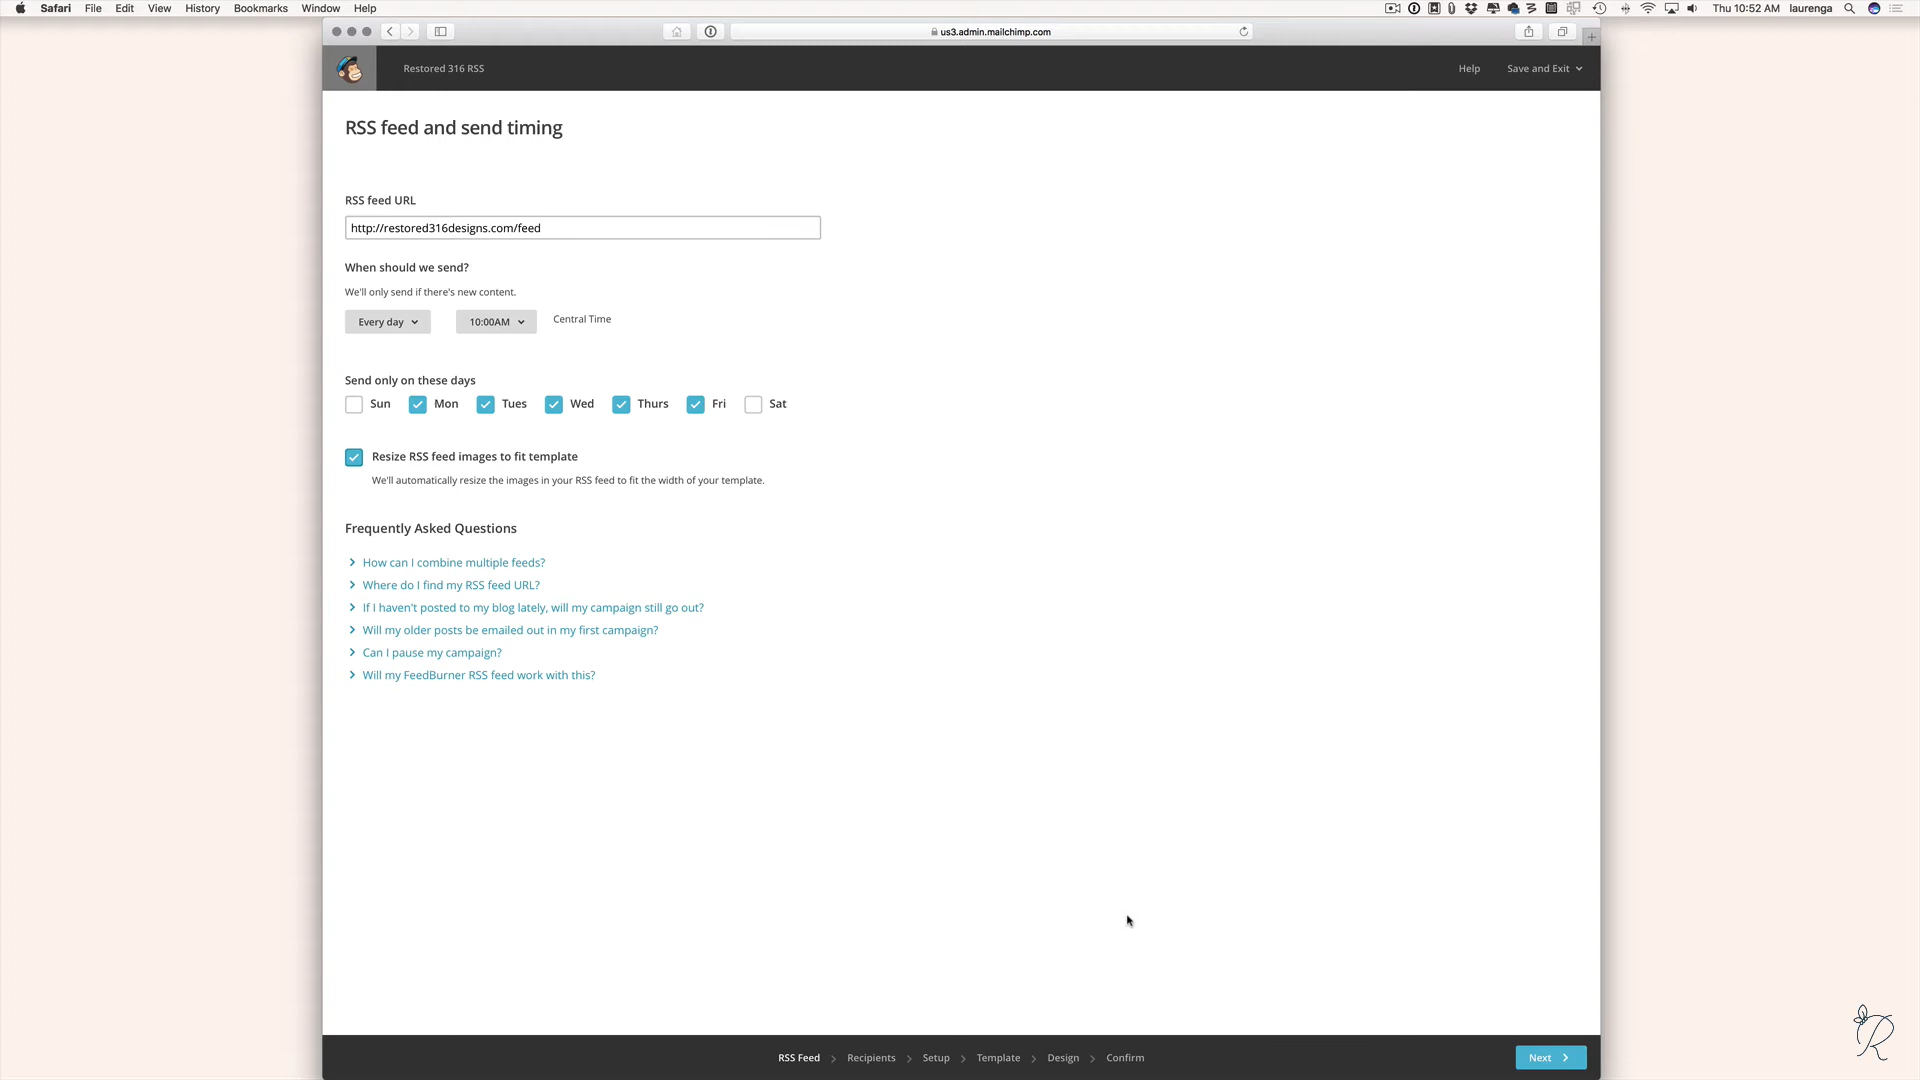 Safari File Edit View History Bookmarks Window Help Thu 10:52 AM laurenga
us3.admin.mailchimp.com
Restored 316 RSS Help Save and Exit
RSS feed and send timing
RSS feed URL
http://restored316designs.com/feed
When should we send?
We'll only send if there's new content.
Every day 10:00AM Central Time
Send only on these days
Sun Mon Tues Wed Thurs Fri Sat
Resize RSS feed images to fit template
We'll automatically resize the images in your RSS feed to fit the width of your template.
Frequently Asked Questions
How can I combine multiple feeds?
Where do I find my RSS feed URL?
If I haven't posted to my blog lately, will my campaign still go out?
Will my older posts be emailed out in my first campaign?
Can I pause my campaign?
Will my FeedBurner RSS feed work with this?
RSS Feed Recipients Setup Template Design Confirm Next
R